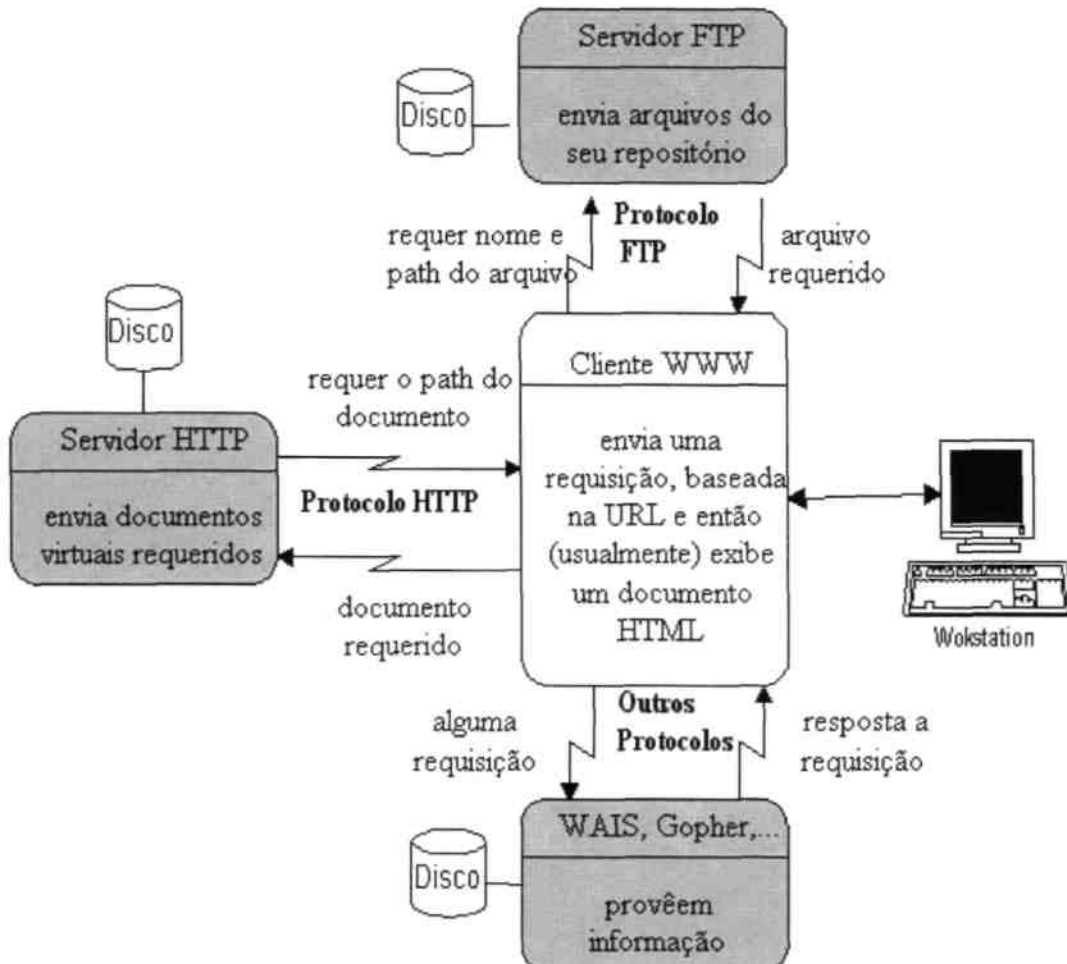 Servidor FTP
Disco
envia arquivos do
seu repositório
requer nome e
path do arquivo
Protocolo
FTP
arquivo
requerido
Disco
Cliente WWW
requer o path do
documento
Servidor HTTP
envia documentos
virtuais requeridos
Protocolo HTTP
documento
requerido
envia uma
requisição, baseada
na URL e então
(usualmente) exibe
um documento
HTML
Wokstation
alguma
requisição
Outros
Protocolos
resposta a
requisição
WAIS, Gopher,...
Disco
provêem
informação